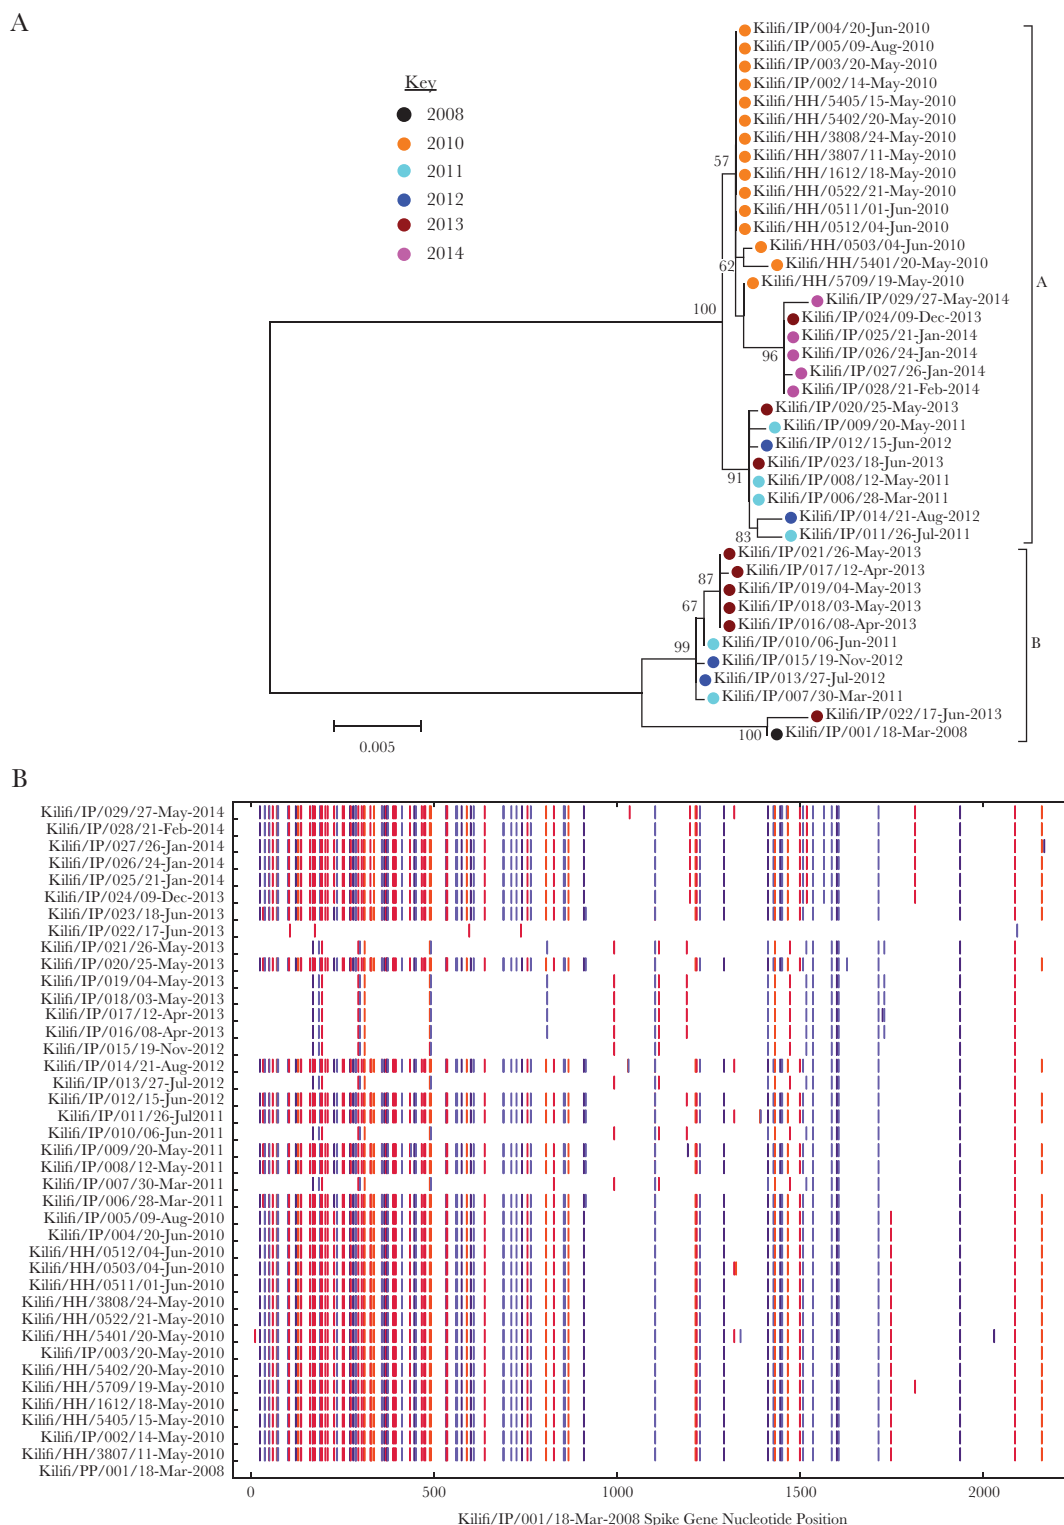 A
Key
2008
2010
2011
2012
2013
2014
Kilifi/IP/004/20-Jun-2010
Kilifi/IP/005/09-Aug-2010
Kilifi/IP/003/20-May-2010
Kilifi/IP/002/14-May-2010
Kilifi/HH/5405/15-May-2010
Kilifi/HH/5402/20-May-2010
Kilifi/HH/3808/24-May-2010
Kilifi/HH/3807/11-May-2010
Kilifi/HH/1612/18-May-2010
Kilifi/HH/0522/21-May-2010
Kilifi/HH/0511/01-Jun-2010
Kilifi/HH/0512/04-Jun-2010
Kilifi/HH/0503/04-Jun-2010
Kilifi/HH/5401/20-May-2010
Kilifi/HH/5709/19-May-2010
Kilifi/IP/029/27-May-2014
Kilifi/IP/024/09-Dec-2013
Kilifi/IP/025/21-Jan-2014
Kilifi/IP/026/24-Jan-2014
Kilifi/IP/027/26-Jan-2014
Kilifi/IP/028/21-Feb-2014
Kilifi/IP/020/25-May-2013
Kilifi/IP/009/20-May-2011
Kilifi/IP/012/15-Jun-2012
Kilifi/IP/023/18-Jun-2013
Kilifi/IP/008/12-May-2011
Kilifi/IP/006/28-Mar-2011
Kilifi/IP/014/21-Aug-2012
Kilifi/IP/011/26-Jul-2011
Kilifi/IP/021/26-May-2013
Kilifi/IP/017/12-Apr-2013
Kilifi/IP/019/04-May-2013
Kilifi/IP/018/03-May-2013
Kilifi/IP/016/08-Apr-2013
Kilifi/IP/010/06-Jun-2011
Kilifi/IP/015/19-Nov-2012
Kilifi/IP/013/27-Jul-2012
Kilifi/IP/007/30-Mar-2011
Kilifi/IP/022/17-Jun-2013
Kilifi/IP/001/18-Mar-2008
57
62
100
96
91
83
87
67
99
100
A
B
0.005
B
Kilifi/IP/029/27-May-2014
Kilifi/IP/028/21-Feb-2014
Kilifi/IP/027/26-Jan-2014
Kilifi/IP/026/24-Jan-2014
Kilifi/IP/025/21-Jan-2014
Kilifi/IP/024/09-Dec-2013
Kilifi/IP/023/18-Jun-2013
Kilifi/IP/022/17-Jun-2013
Kilifi/IP/021/26-May-2013
Kilifi/IP/020/25-May-2013
Kilifi/IP/019/04-May-2013
Kilifi/IP/018/03-May-2013
Kilifi/IP/017/12-Apr-2013
Kilifi/IP/016/08-Apr-2013
Kilifi/IP/015/19-Nov-2012
Kilifi/IP/014/21-Aug-2012
Kilifi/IP/013/27-Jul-2012
Kilifi/IP/012/15-Jun-2012
Kilifi/IP/011/26-Jul2011
Kilifi/IP/010/06-Jun-2011
Kilifi/IP/009/20-May-2011
Kilifi/IP/008/12-May-2011
Kilifi/IP/007/30-Mar-2011
Kilifi/IP/006/28-Mar-2011
Kilifi/IP/005/09-Aug-2010
Kilifi/IP/004/20-Jun-2010
Kilifi/HH/0512/04-Jun-2010
Kilifi/HH/0503/04-Jun-2010
Kilifi/HH/0511/01-Jun-2010
Kilifi/HH/3808/24-May-2010
Kilifi/HH/0522/21-May-2010
Kilifi/HH/5401/20-May-2010
Kilifi/IP/003/20-May-2010
Kilifi/HH/5402/20-May-2010
Kilifi/HH/5709/19-May-2010
Kilifi/HH/1612/18-May-2010
Kilifi/HH/5405/15-May-2010
Kilifi/IP/002/14-May-2010
Kilifi/HH/3807/11-May-2010
Kilifi/PP/001/18-Mar-2008
0
500
1000
1500
2000
Kilifi/IP/001/18-Mar-2008 Spike Gene Nucleotide Position